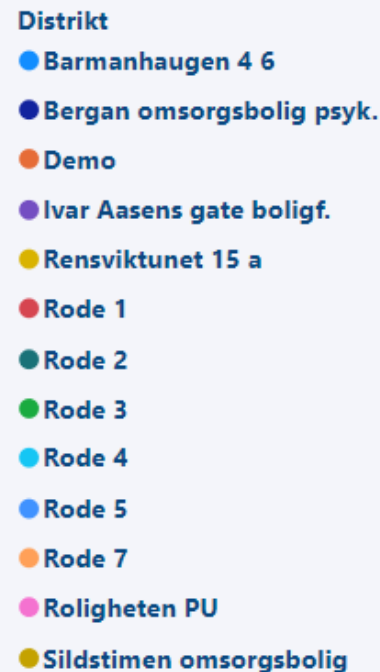 Distrikt
Barmanhaugen 4 6
Bergan omsorgsbolig psyk.
Demo
Ivar Aasens gate boligf.
Rensviktunet 15 a
Rode 1
Rode 2
Rode 3
Rode 4
Rode 5
Rode 7
Roligheten PU
Sildstimen omsorgsbolig